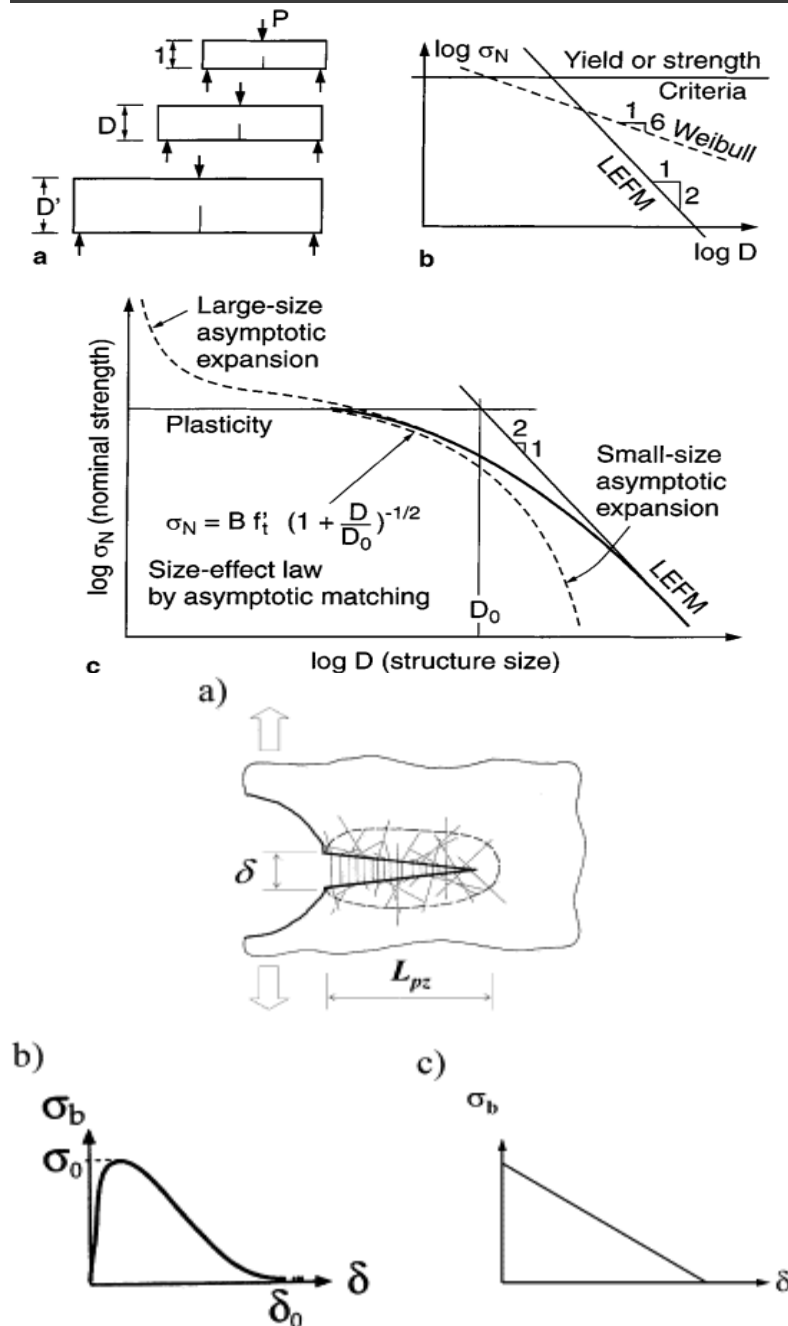 P
1
D
D'
a
log σN
Yield or strength
Criteria
1
6 Weibull
1
LEFM
2
log D
b
Large-size
asymptotic
expansion
Plasticity
2
1
Small-size
asymptotic
expansion
σN = B f't (1 + D/D0)-1/2
Size-effect law
by asymptotic matching
D0
LEFM
log σN (nominal strength)
log D (structure size)
c
a)
δ
Lpz
b)
σb
σ0
δ
δ0
c)
σb
δ